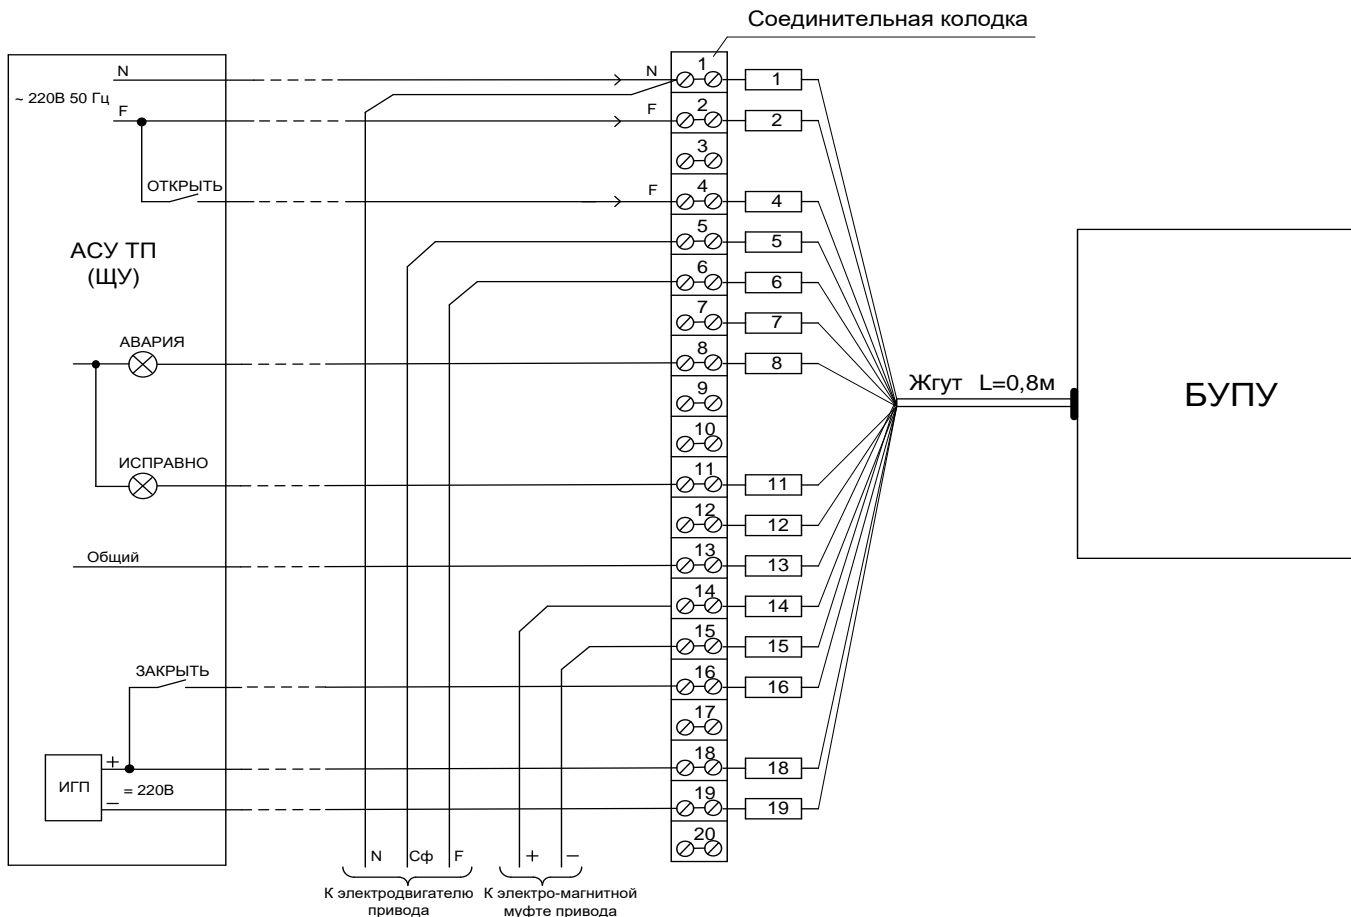 Соединительная колодка
N
~ 220В 50 Гц
F
ОТКРЫТЬ
АСУ ТП
(ЩУ)
АВАРИЯ
ИСПРАВНО
Общий
ЗАКРЫТЬ
ИГП
+
= 220В
–
N
F
F
1
2
3
4
5
6
7
8
9
10
11
12
13
14
15
16
17
18
19
20
1
2
4
5
6
7
8
11
12
13
14
15
16
18
19
Жгут L=0,8м
БУПУ
N Сф F
+ –
К электродвигателю
привода
К электро-магнитной
муфте привода